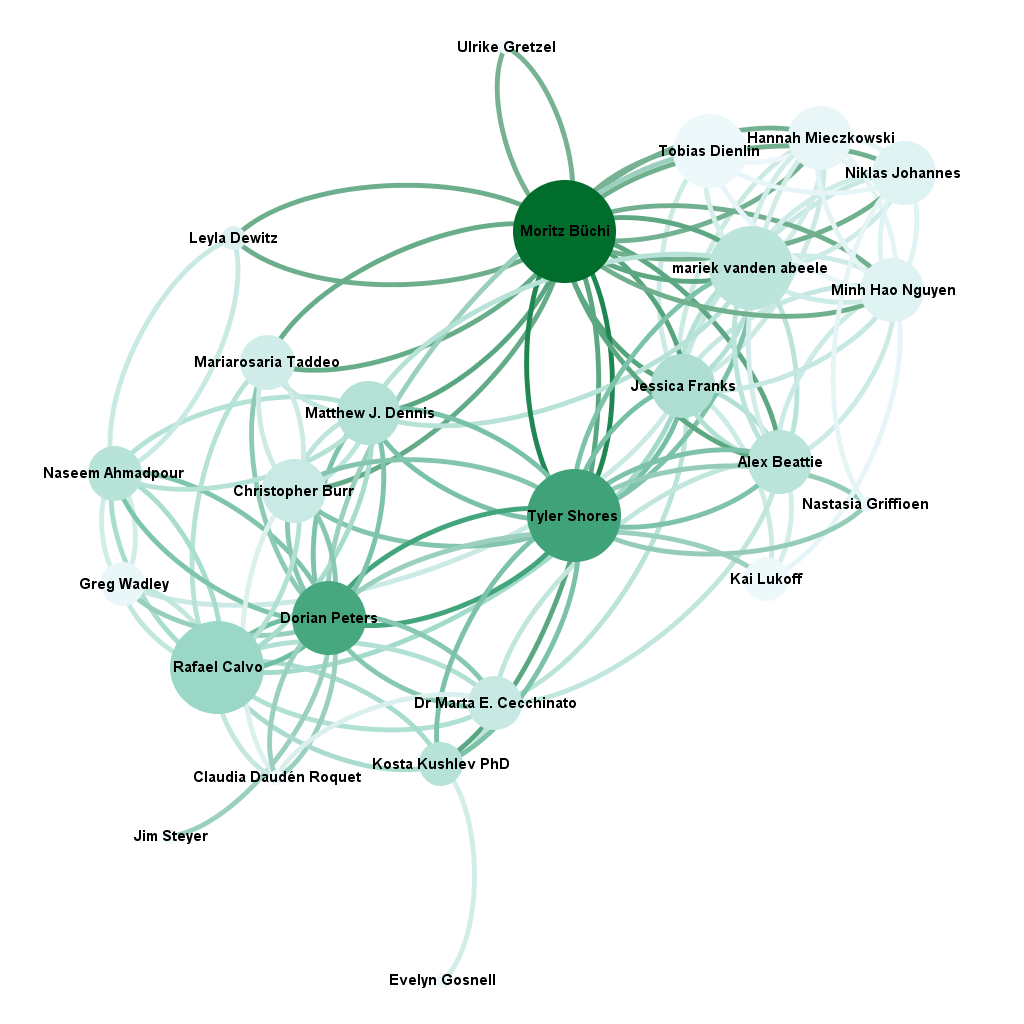 Ulrike Gretzel
Hannah Mieczkowski
Tobias Dienlin
Niklas Johannes
Moritz Büchi
Leyla Dewitz
mariek vanden abeele
Minh Hao Nguyen
Mariarosaria Taddeo
Jessica Franks
Matthew J. Dennis
Alex Beattie
Naseem Ahmadpour
Christopher Burr
Nastasia Griffioen
Tyler Shores
Kai Lukoff
Greg Wadley
Dorian Peters
Rafael Calvo
Dr Marta E. Cecchinato
Kosta Kushlev PhD
Claudia Daudén Roquet
Jim Steyer
Evelyn Gosnell